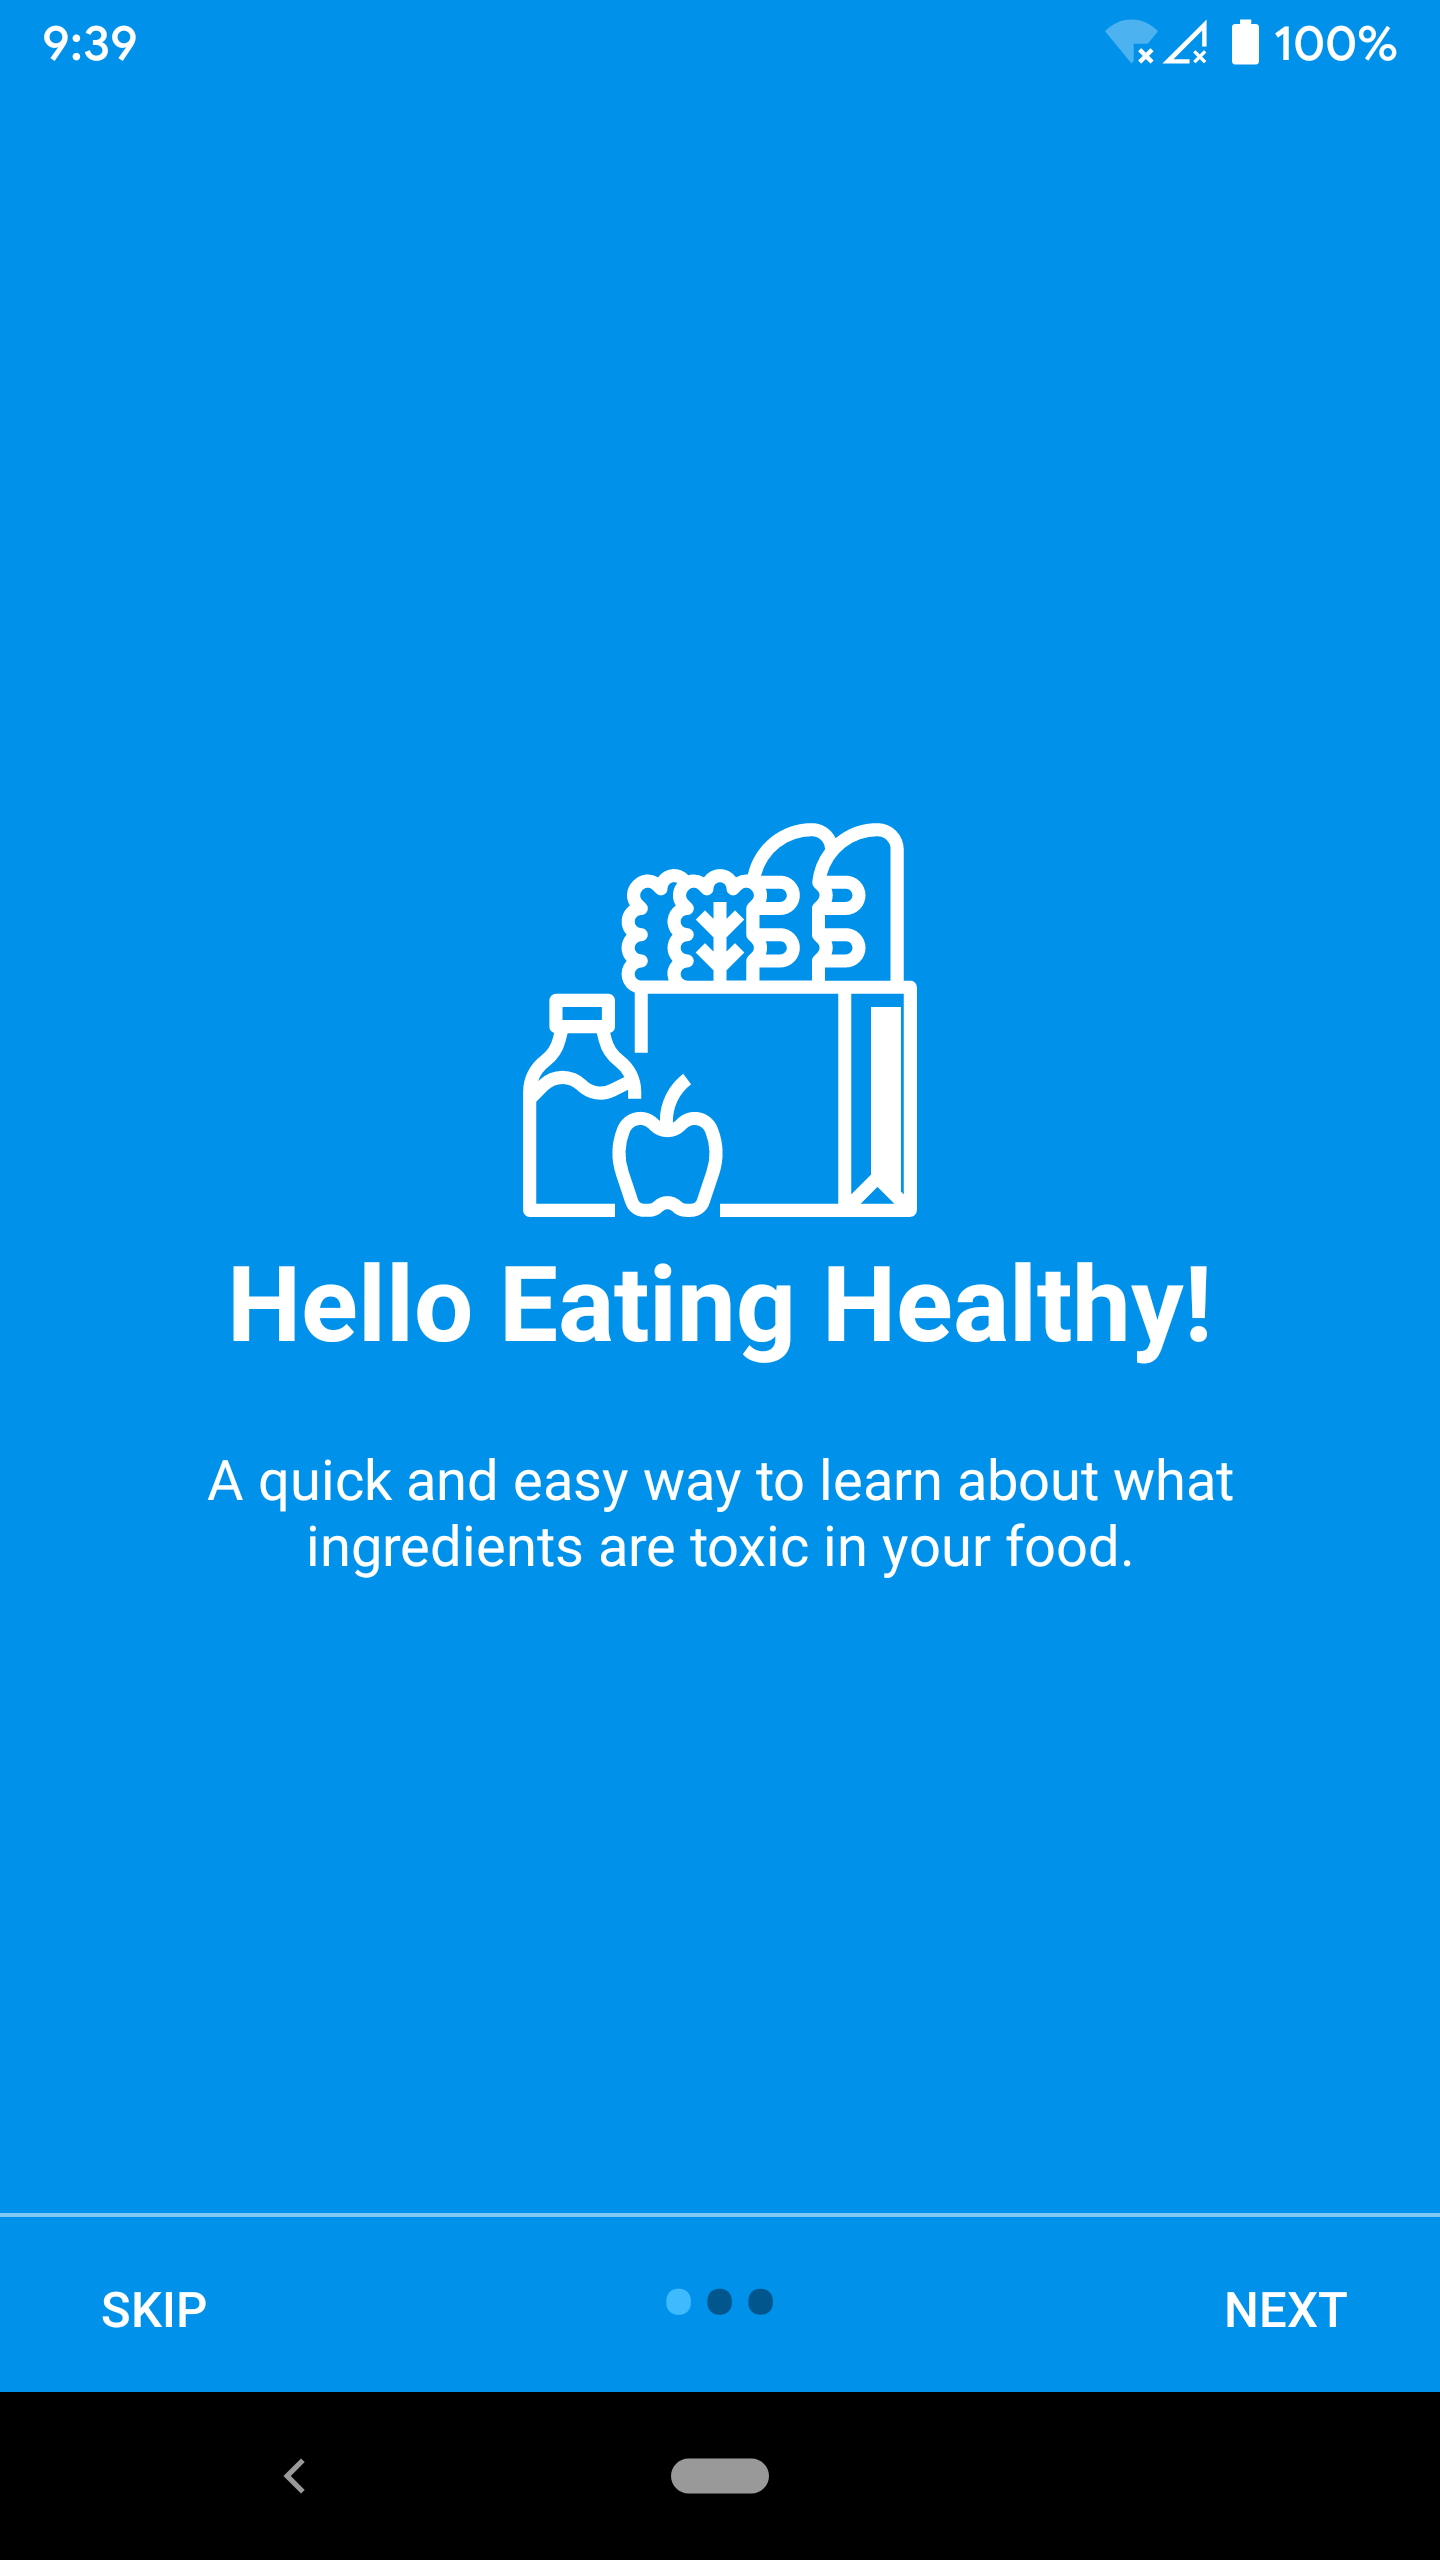 9:39
100%
Hello Eating Healthy!
A quick and easy way to learn about what
ingredients are toxic in your food.
SKIP
NEXT